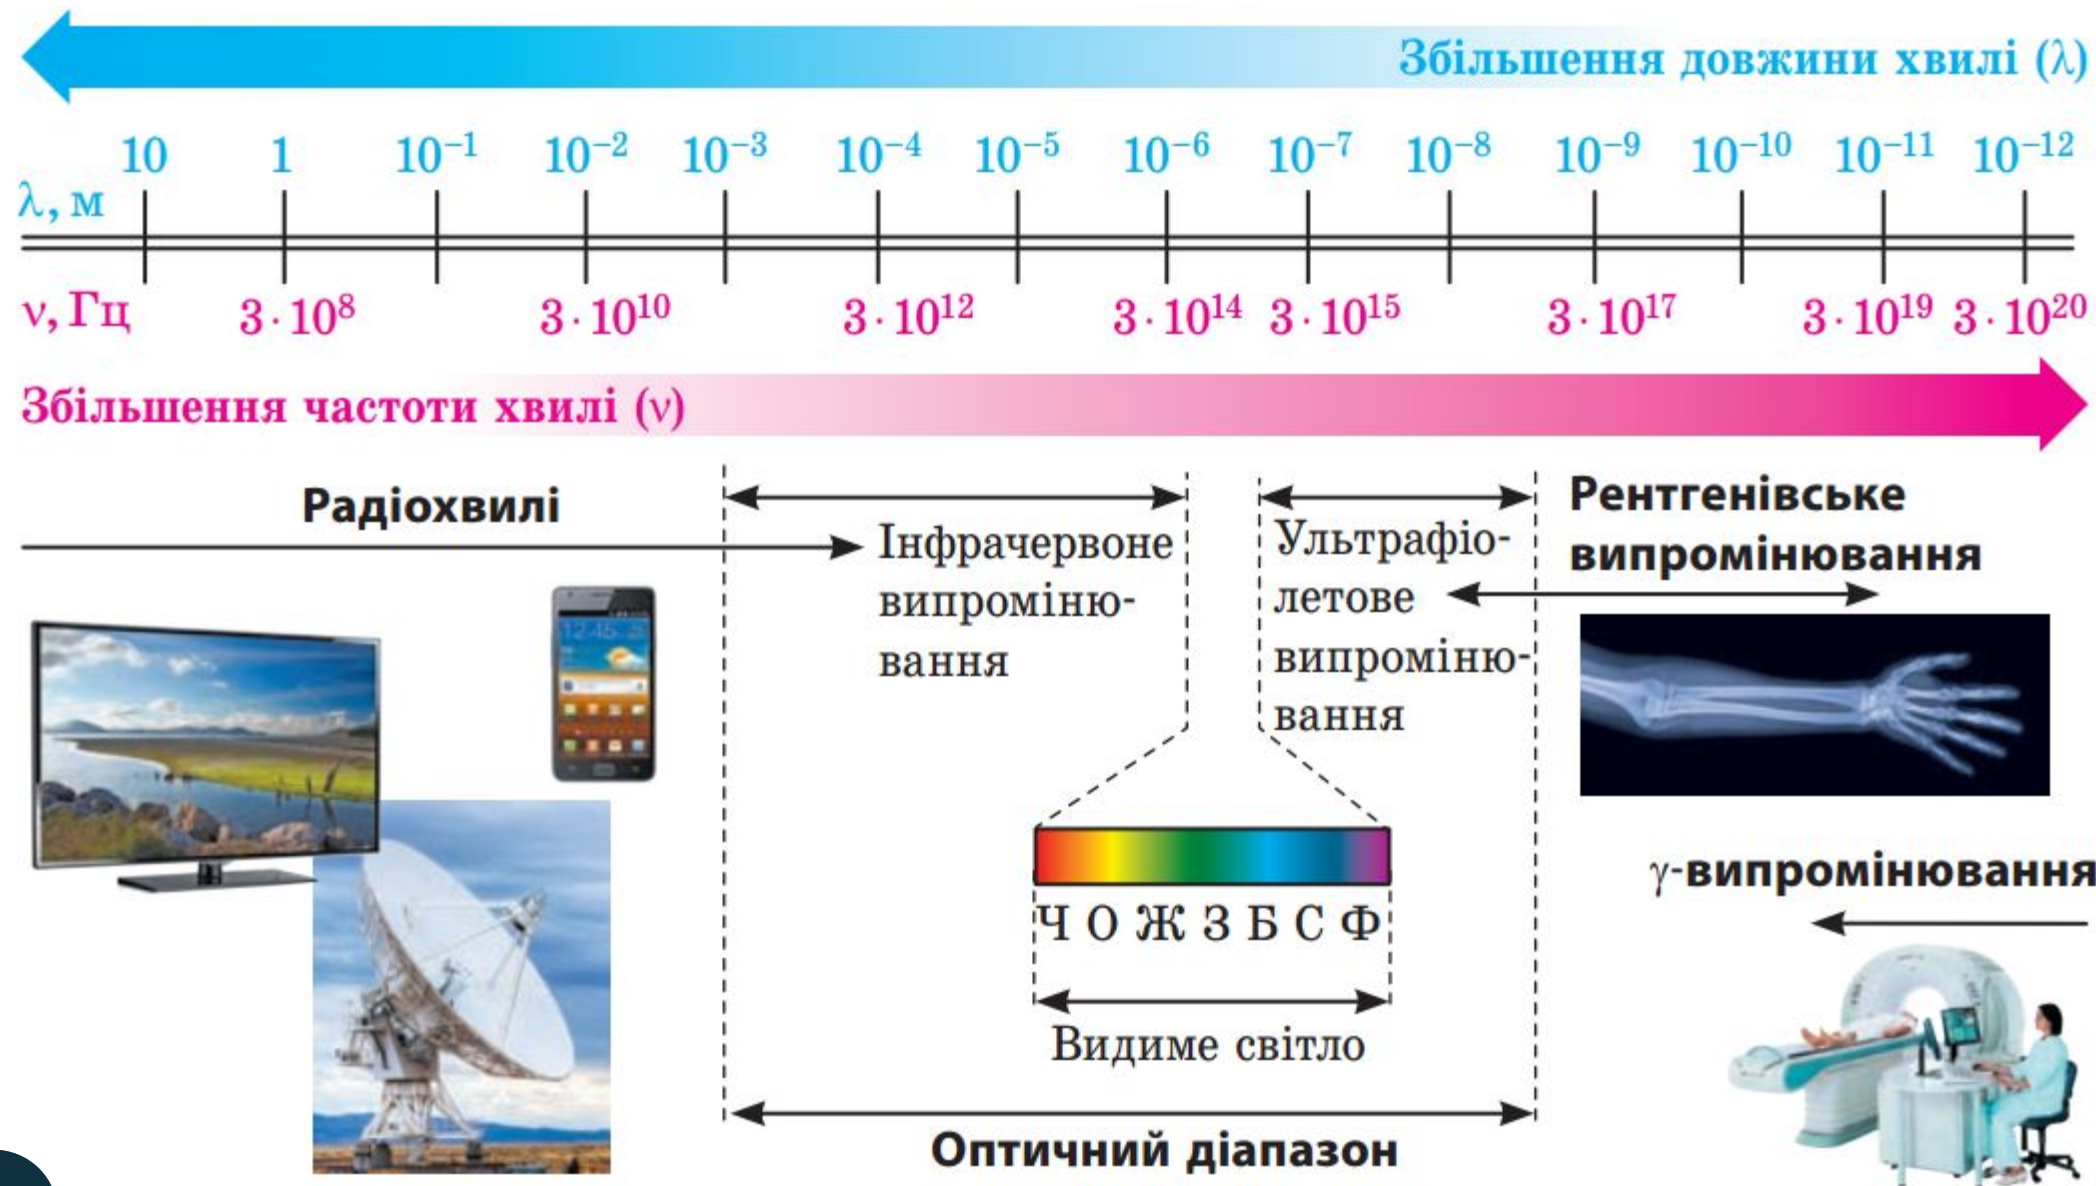 Збільшення довжини хвилі (λ)
10 1 10⁻¹ 10⁻² 10⁻³ 10⁻⁴ 10⁻⁵ 10⁻⁶ 10⁻⁷ 10⁻⁸ 10⁻⁹ 10⁻¹⁰ 10⁻¹¹ 10⁻¹²
λ, м
ν, Гц 3·10⁸ 3·10¹⁰ 3·10¹² 3·10¹⁴ 3·10¹⁵ 3·10¹⁷ 3·10¹⁹ 3·10²⁰
Збільшення частоти хвилі (ν)
Радіохвилі
Інфрачервоне
випроміню-
вання
Ультрафіо-
летове
випроміню-
вання
Рентгенівське
випромінювання
12:45
Ч О Ж З Б С Ф
Видиме світло
γ-випромінювання
Оптичний діапазон